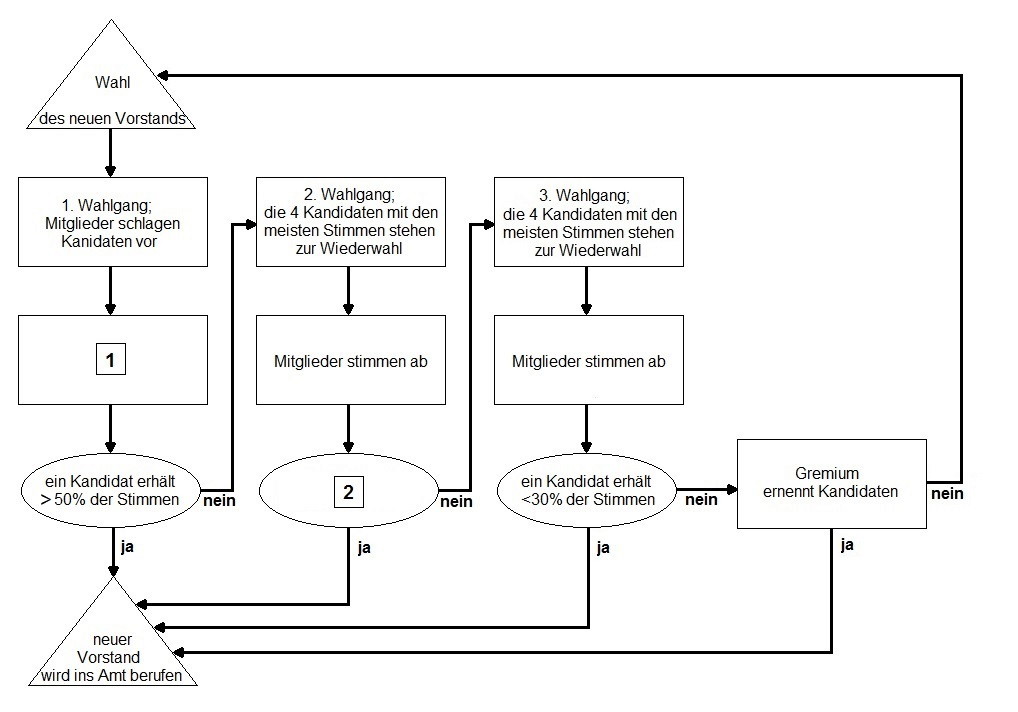 Wahl
des neuen Vorstands
1. Wahlgang;
Mitglieder schlagen
Kanidaten vor
2. Wahlgang;
die 4 Kandidaten mit den
meisten Stimmen stehen
zur Wiederwahl
3. Wahlgang;
die 4 Kandidaten mit den
meisten Stimmen stehen
zur Wiederwahl
1
Mitglieder stimmen ab
Mitglieder stimmen ab
ein Kandidat erhält
> 50% der Stimmen
nein
2
nein
ein Kandidat erhält
<30% der Stimmen
nein
Gremium
ernennt Kandidaten
nein
ja
ja
ja
ja
neuer
Vorstand
wird ins Amt berufen